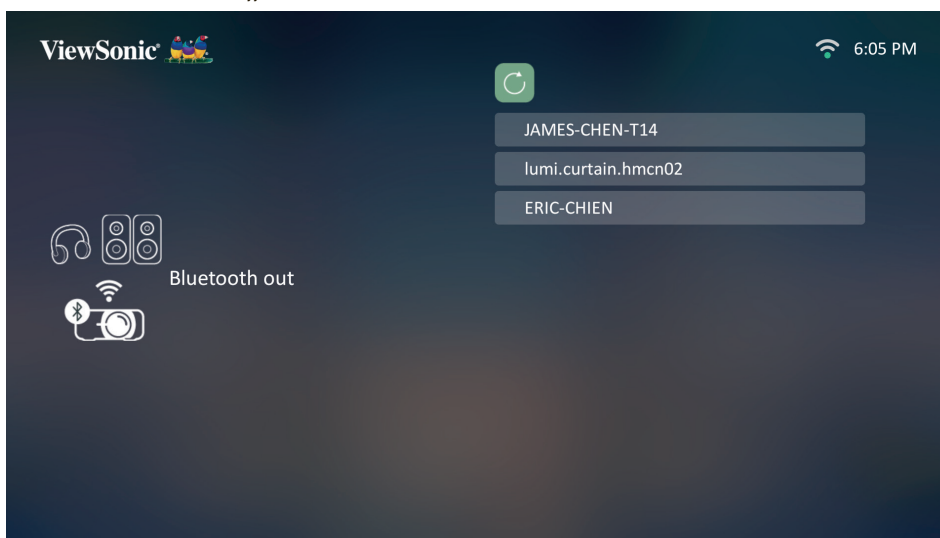 ViewSonic
6:05 PM
JAMES-CHEN-T14
lumi.curtain.hmcn02
ERIC-CHIEN
Bluetooth out